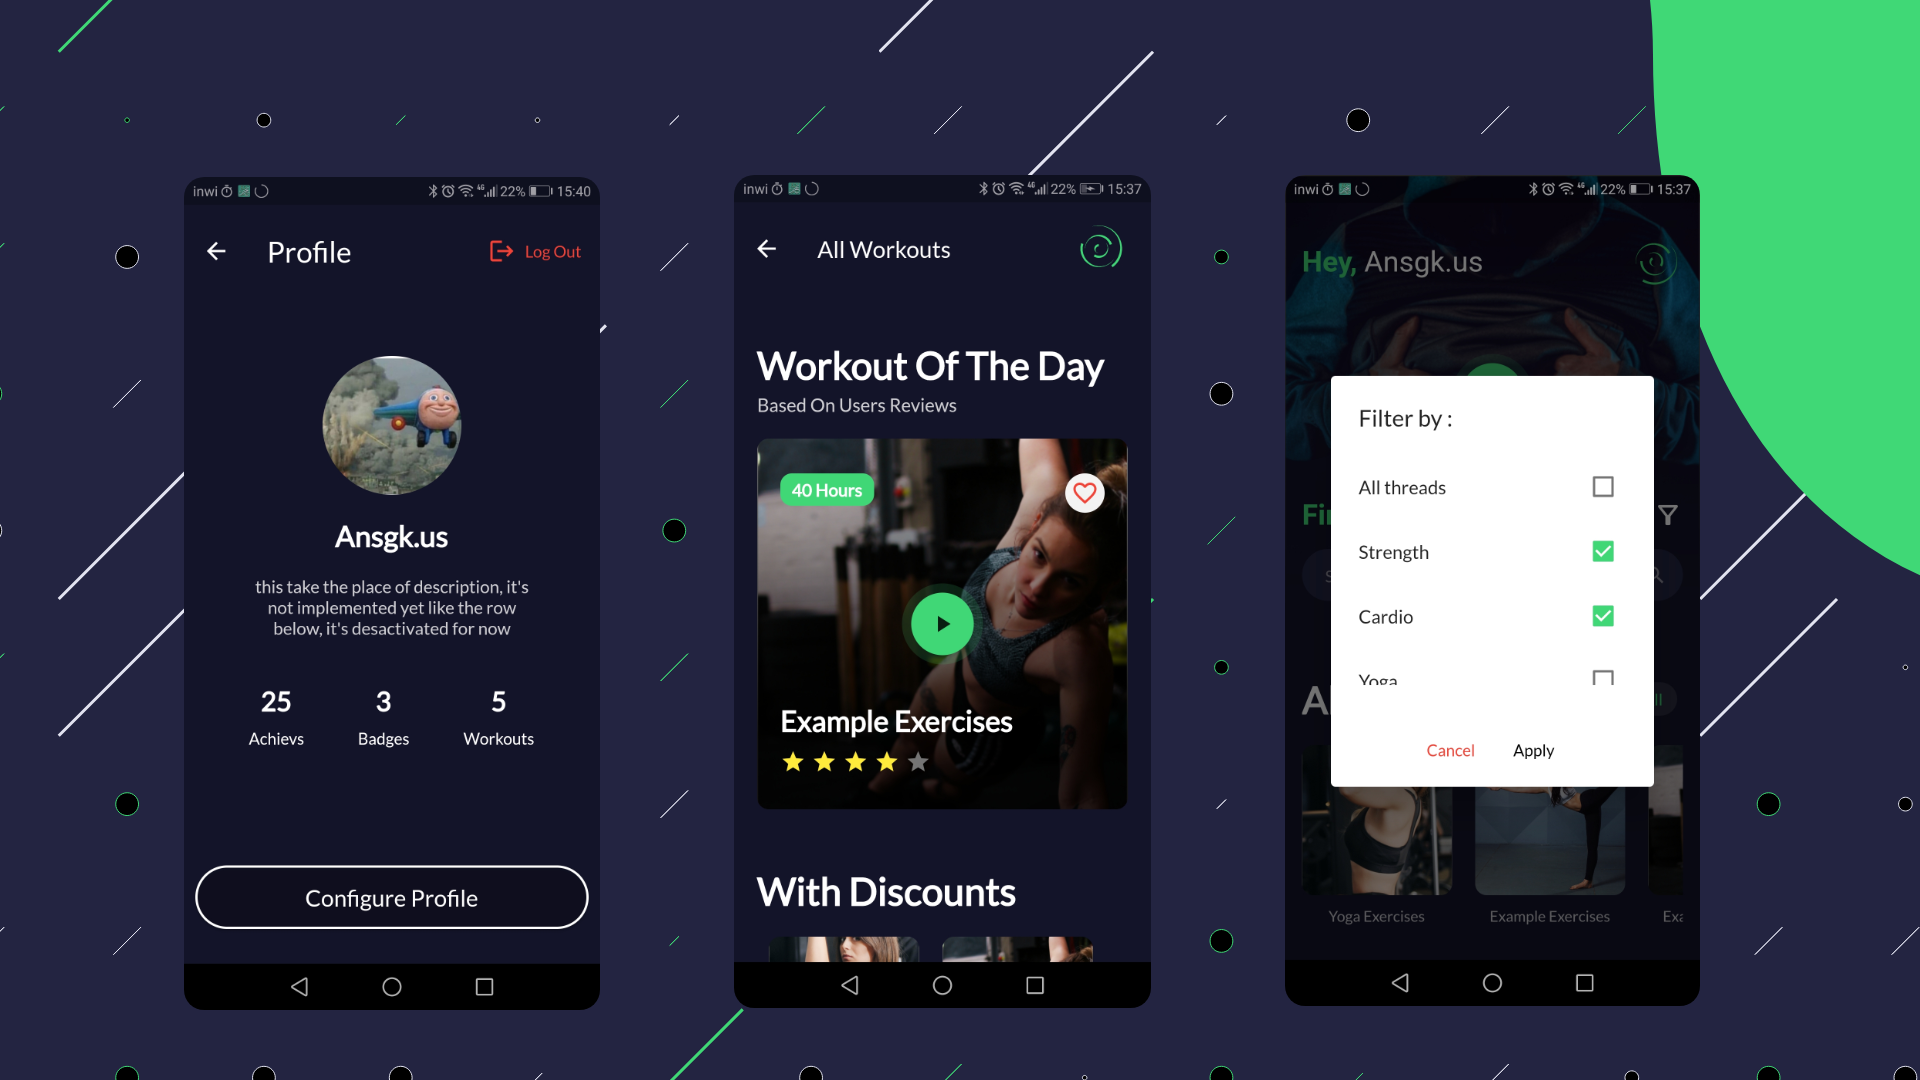 inwi 4G 22% 15:40
Profile
Log Out
Ansgk.us
this take the place of description, it's
not implemented yet like the row
below, it's desactivated for now
25 3 5
Achievs Badges Workouts
Configure Profile
inwi 4G 22% 15:37
All Workouts
Workout Of The Day
Based On Users Reviews
40 Hours
Example Exercises
With Discounts
inwi 4G 22% 15:37
Hey, Ansgk.us
Filter by :
All threads
Strength
Cardio
Yoga
Cancel Apply
Yoga Exercises Example Exercises